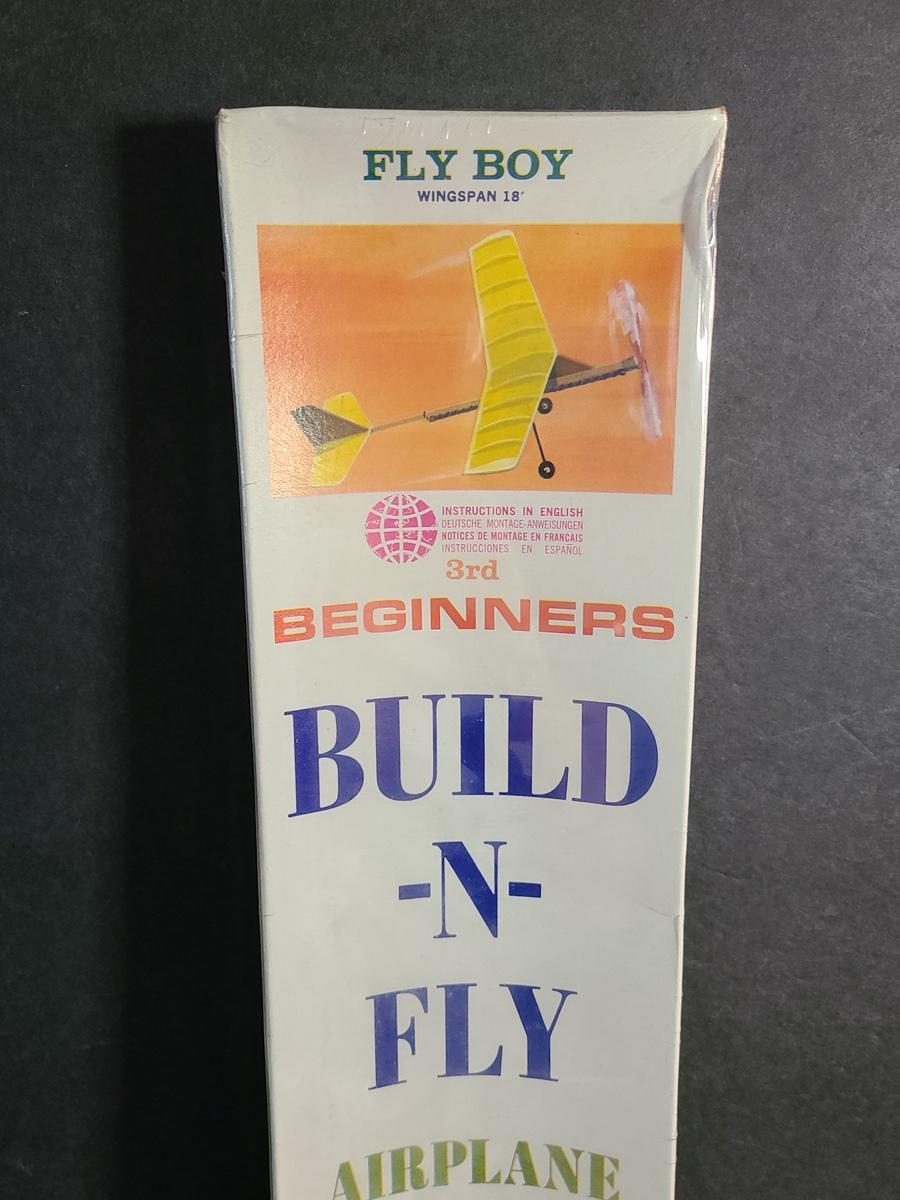 FLY BOY
WINGSPAN 18"
INSTRUCTIONS IN ENGLISH
DEUTSCHE MONTAGE-ANWEISUNGEN
NOTICES DE MONTAGE EN FRANCAIS
INSTRUCCIONES EN ESPAÑOL
3rd
BEGINNERS
BUILD
-N-
FLY
AIRPLANE